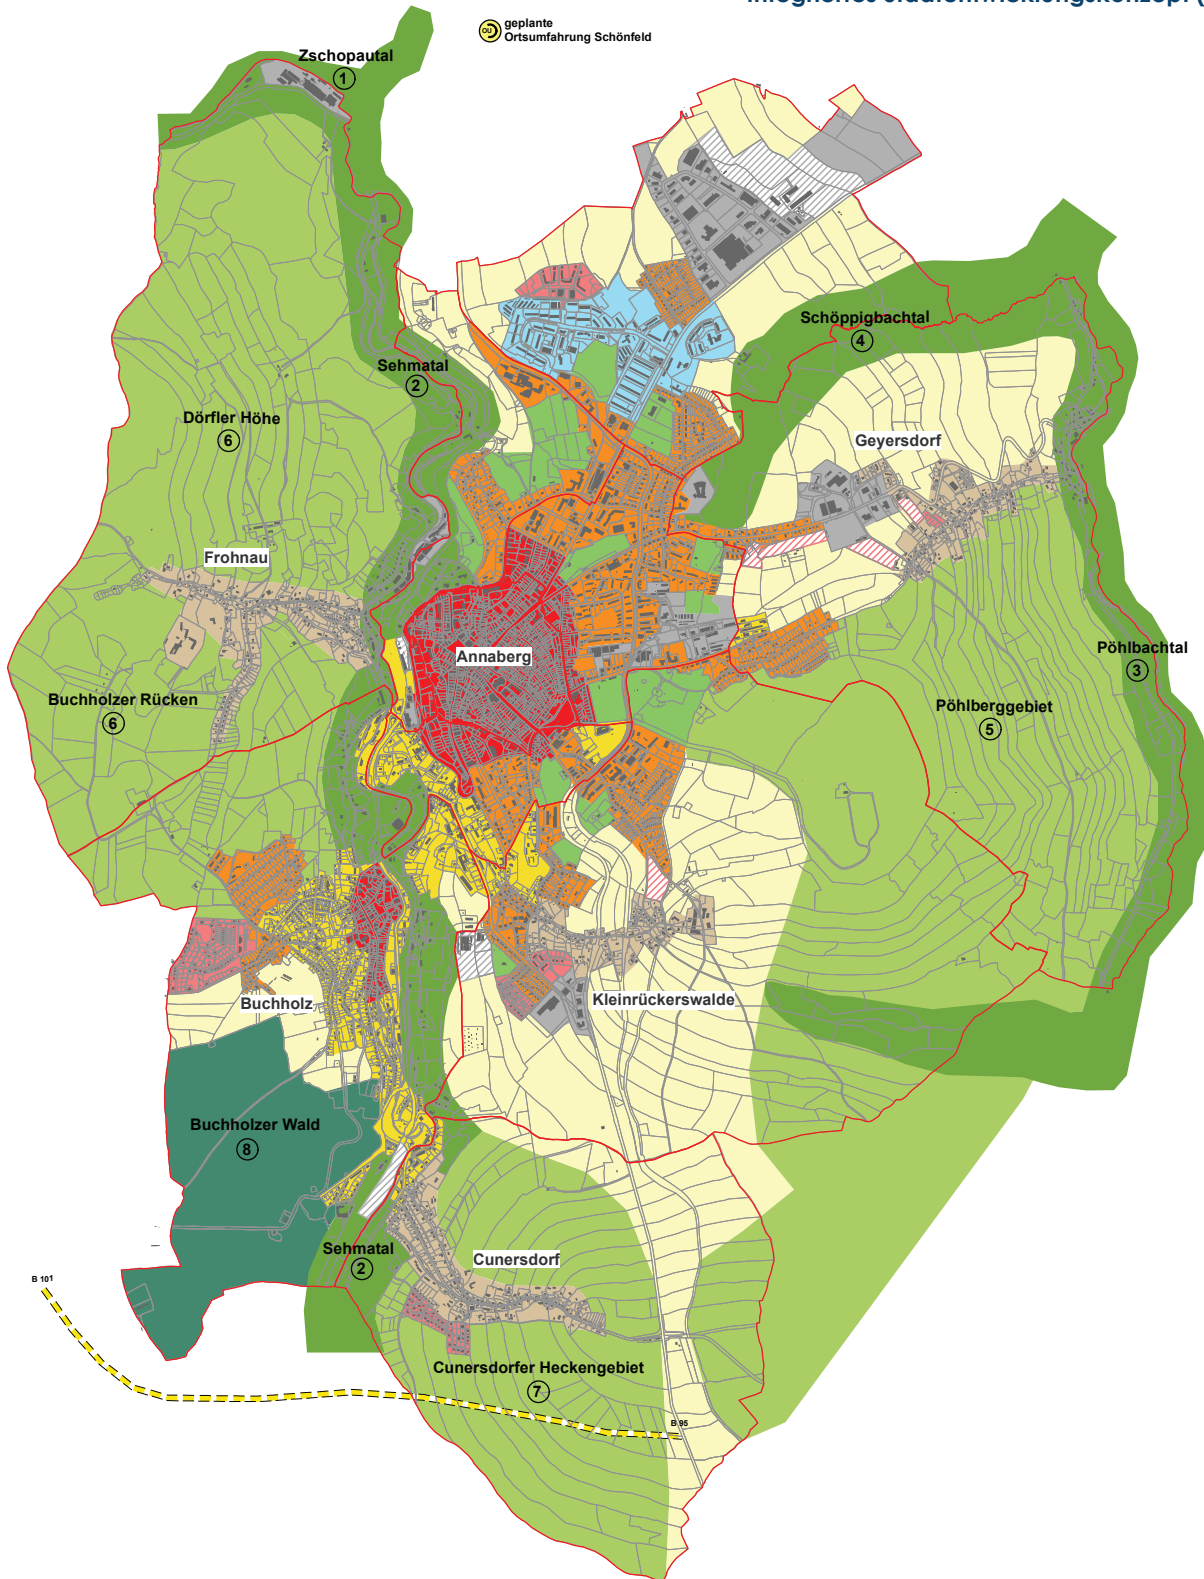 geplante
OU Ortsumfahrung Schönfeld
Zschopautal
1
Schöppigbachtal
4
Sehmatal
2
Dörfler Höhe
6
Geyersdorf
Frohnau
Annaberg
Pöhlbachtal
3
Buchholzer Rücken
6
Pöhlberggebiet
5
Buchholz
Kleinrückerswalde
Buchholzer Wald
8
Sehmatal
2
Cunersdorf
B 101
Cunersdorfer Heckengebiet
7
B 95